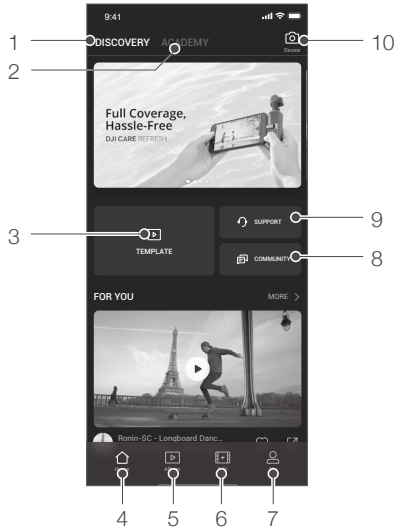 9:41
1
DISCOVERY ACADEMY
10
Device
2
Full Coverage,
Hassle-Free
DJI CARE REFRESH
3
TEMPLATE
SUPPORT
9
COMMUNITY
8
FOR YOU
MORE
Ronin-SC - Longboard Danc...
4
5
6
7